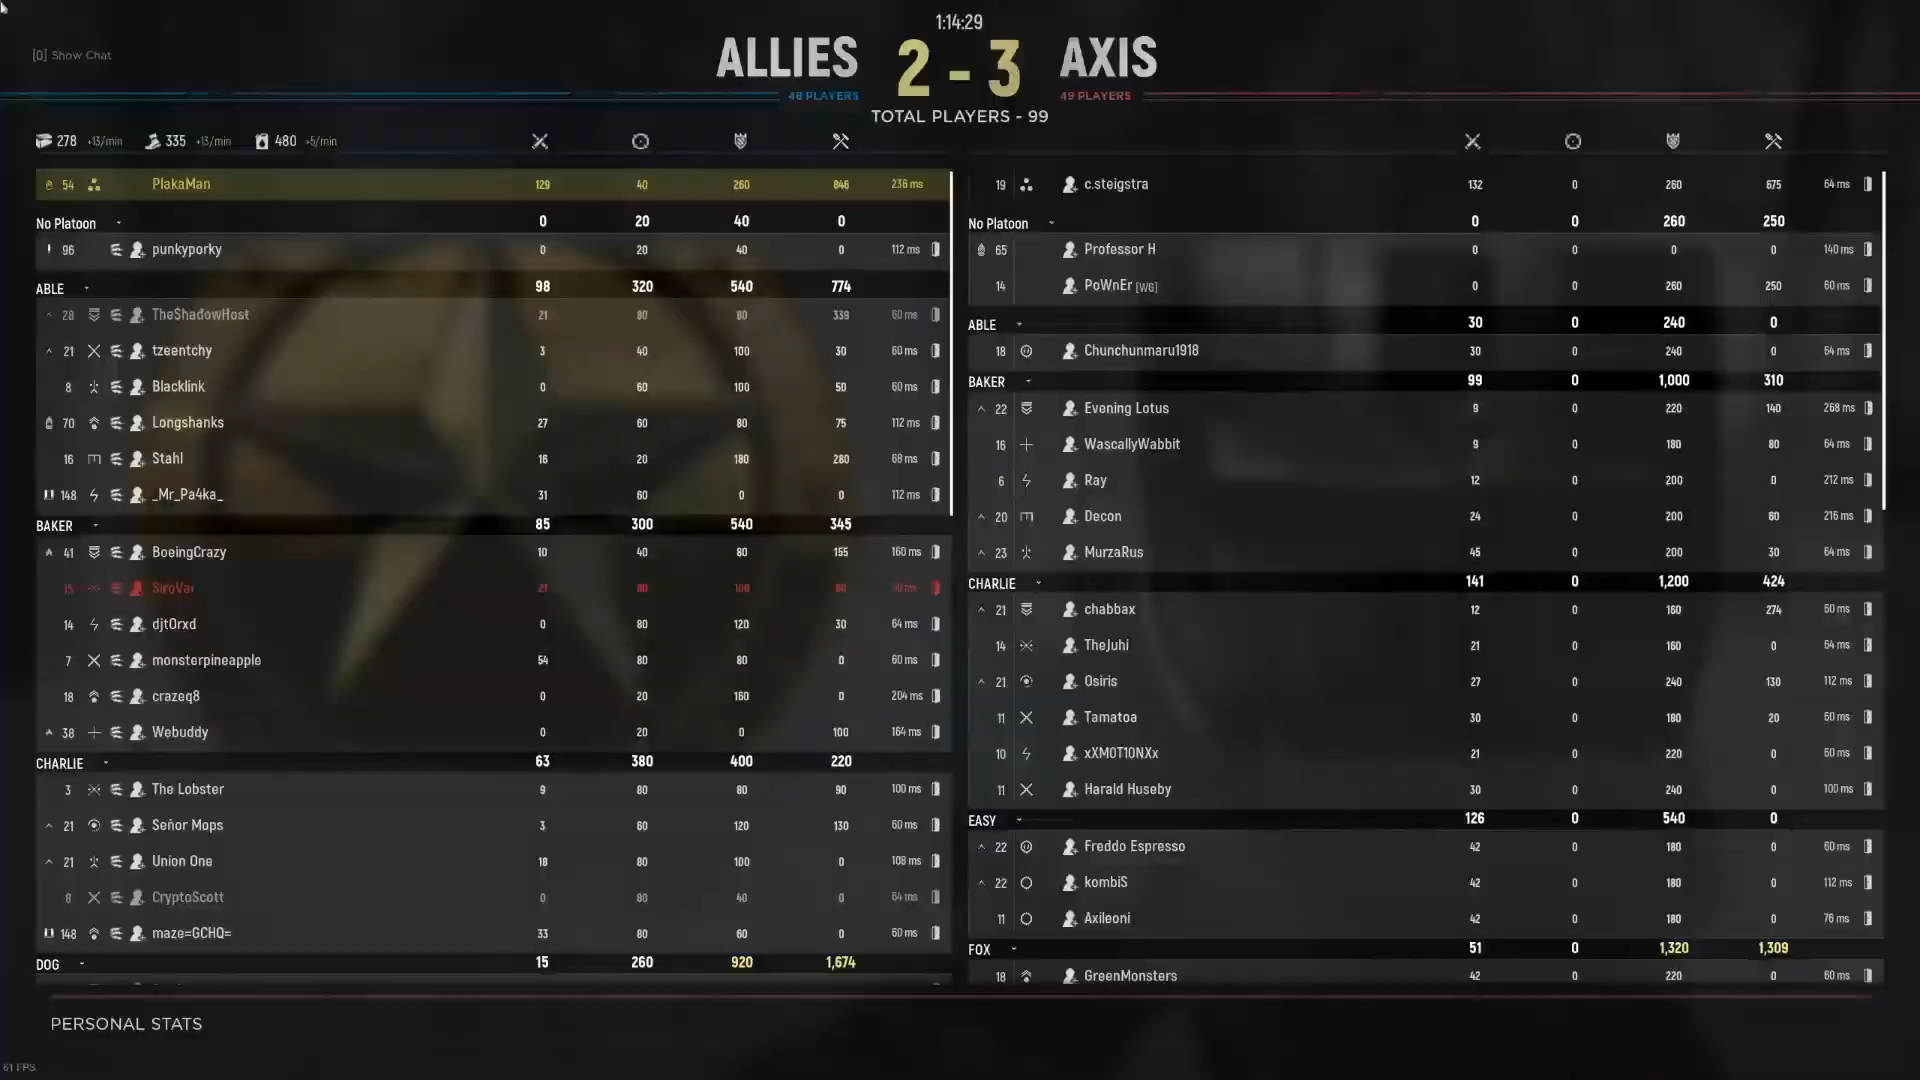 1:14:29
[0] Show Chat
ALLIES 2 - 3 AXIS
48 PLAYERS 49 PLAYERS
TOTAL PLAYERS - 99
278 +13/min 335 +13/min 480 +5/min
54 PlakaMan 129 40 260 846 236 ms
No Platoon 0 20 40 0
96 punkyporky 0 20 40 0 112 ms
ABLE 98 320 540 774
28 The$hadowHost 21 80 80 339 60 ms
21 tzeentchy 3 40 100 30 60 ms
8 Blacklink 0 60 100 50 60 ms
70 Longshanks 27 60 80 75 112 ms
16 Stahl 16 20 180 280 68 ms
148 _Mr_Pa4ka_ 31 60 0 0 112 ms
BAKER 85 300 540 345
41 BoeingCrazy 10 40 80 155 160 ms
15 SiroVai 21 80 100 60
14 djt0rxd 0 80 120 30 64 ms
7 monsterpineapple 54 80 80 0 60 ms
18 crazeq8 0 20 160 0 204 ms
38 Webuddy 0 20 0 100 164 ms
CHARLIE 63 380 400 220
3 The Lobster 9 80 80 90 100 ms
21 Señor Mops 3 60 120 130 60 ms
21 Union One 18 80 100 0 108 ms
8 CryptoScott 0 80 40 0 64 ms
148 maze=GCHQ= 33 80 60 0 60 ms
DOG 15 260 920 1,674
19 c.steigstra 132 0 260 675 64 ms
No Platoon 0 0 260 250
65 Professor H 0 0 0 0 140 ms
14 PoWnEr [WG] 0 0 260 250 60 ms
ABLE 30 0 240 0
18 Chunchunmaru1918 30 0 240 0 64 ms
BAKER 99 0 1,000 310
22 Evening Lotus 9 0 220 140 268 ms
16 WascallyWabbit 9 0 180 80 64 ms
6 Ray 12 0 200 0 212 ms
20 Decon 24 0 200 60 216 ms
23 MurzaRus 45 0 200 30 64 ms
CHARLIE 141 0 1,200 424
21 chabbax 12 0 160 274 60 ms
14 TheJuhi 21 0 160 0 64 ms
21 Osiris 27 0 240 130 112 ms
11 Tamatoa 30 0 180 20 60 ms
10 xXM0T10NXx 21 0 220 0 60 ms
11 Harald Huseby 30 0 240 0 100 ms
EASY 126 0 540 0
22 Freddo Espresso 42 0 180 0 60 ms
22 kombiS 42 0 180 0 112 ms
11 Axileoni 42 0 180 0 76 ms
FOX 51 0 1,320 1,309
18 GreenMonsters 42 0 220 0 60 ms
PERSONAL STATS
61 FPS